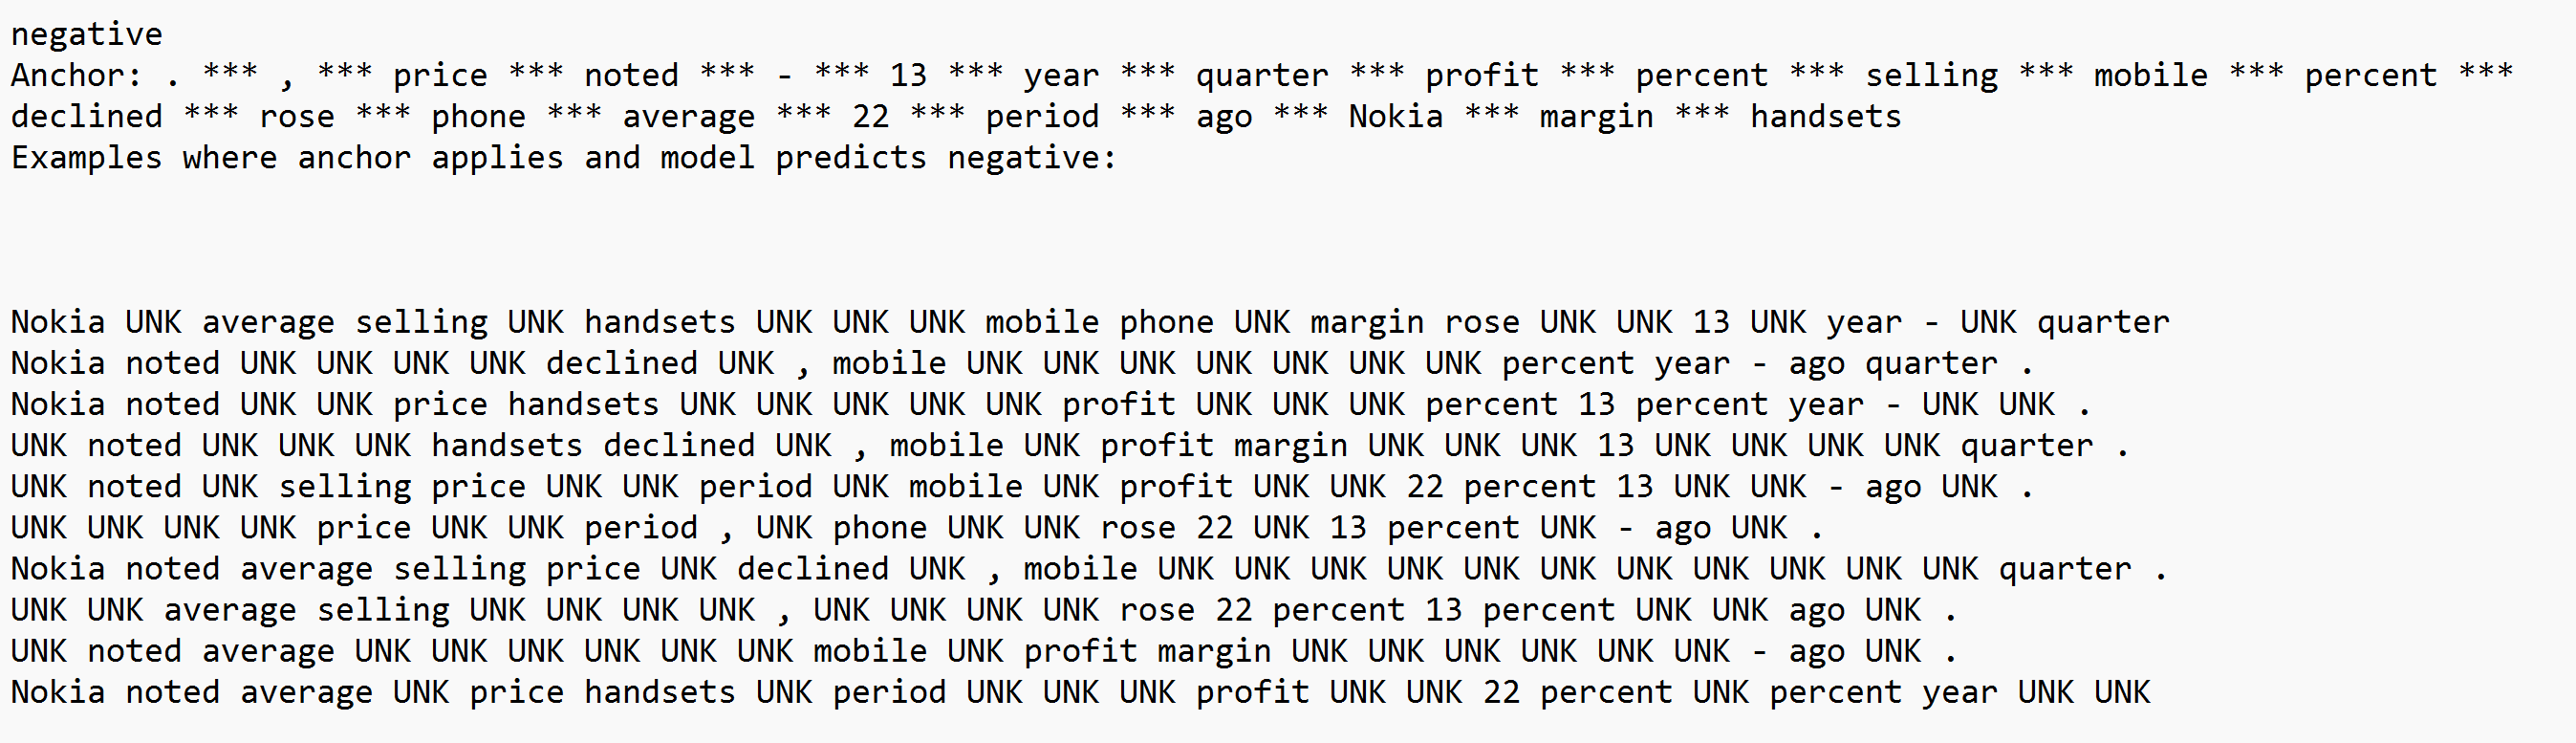 negative
Anchor: . *** , *** price *** noted *** - *** 13 *** year *** quarter *** profit *** percent *** selling *** mobile *** percent ***
declined *** rose *** phone *** average *** 22 *** period *** ago *** Nokia *** margin *** handsets
Examples where anchor applies and model predicts negative:
Nokia UNK average selling UNK handsets UNK UNK UNK mobile phone UNK margin rose UNK UNK 13 UNK year - UNK quarter
Nokia noted UNK UNK UNK UNK declined UNK , mobile UNK UNK UNK UNK UNK UNK UNK percent year - ago quarter .
Nokia noted UNK UNK price handsets UNK UNK UNK UNK UNK profit UNK UNK UNK percent 13 percent year - UNK UNK .
UNK noted UNK UNK UNK handsets declined UNK , mobile UNK profit margin UNK UNK UNK 13 UNK UNK UNK UNK quarter .
UNK noted UNK selling price UNK UNK period UNK mobile UNK profit UNK UNK 22 percent 13 UNK UNK - ago UNK .
UNK UNK UNK UNK price UNK UNK period , UNK phone UNK UNK rose 22 UNK 13 percent UNK - ago UNK .
Nokia noted average selling price UNK declined UNK , mobile UNK UNK UNK UNK UNK UNK UNK UNK UNK UNK UNK quarter .
UNK UNK average selling UNK UNK UNK UNK , UNK UNK UNK UNK rose 22 percent 13 percent UNK UNK ago UNK .
UNK noted average UNK UNK UNK UNK UNK UNK mobile UNK profit margin UNK UNK UNK UNK UNK UNK - ago UNK .
Nokia noted average UNK price handsets UNK period UNK UNK UNK profit UNK UNK 22 percent UNK percent year UNK UNK